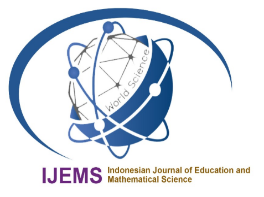 World Science
IJEMS
Indonesian Journal of Education and
Mathematical Science